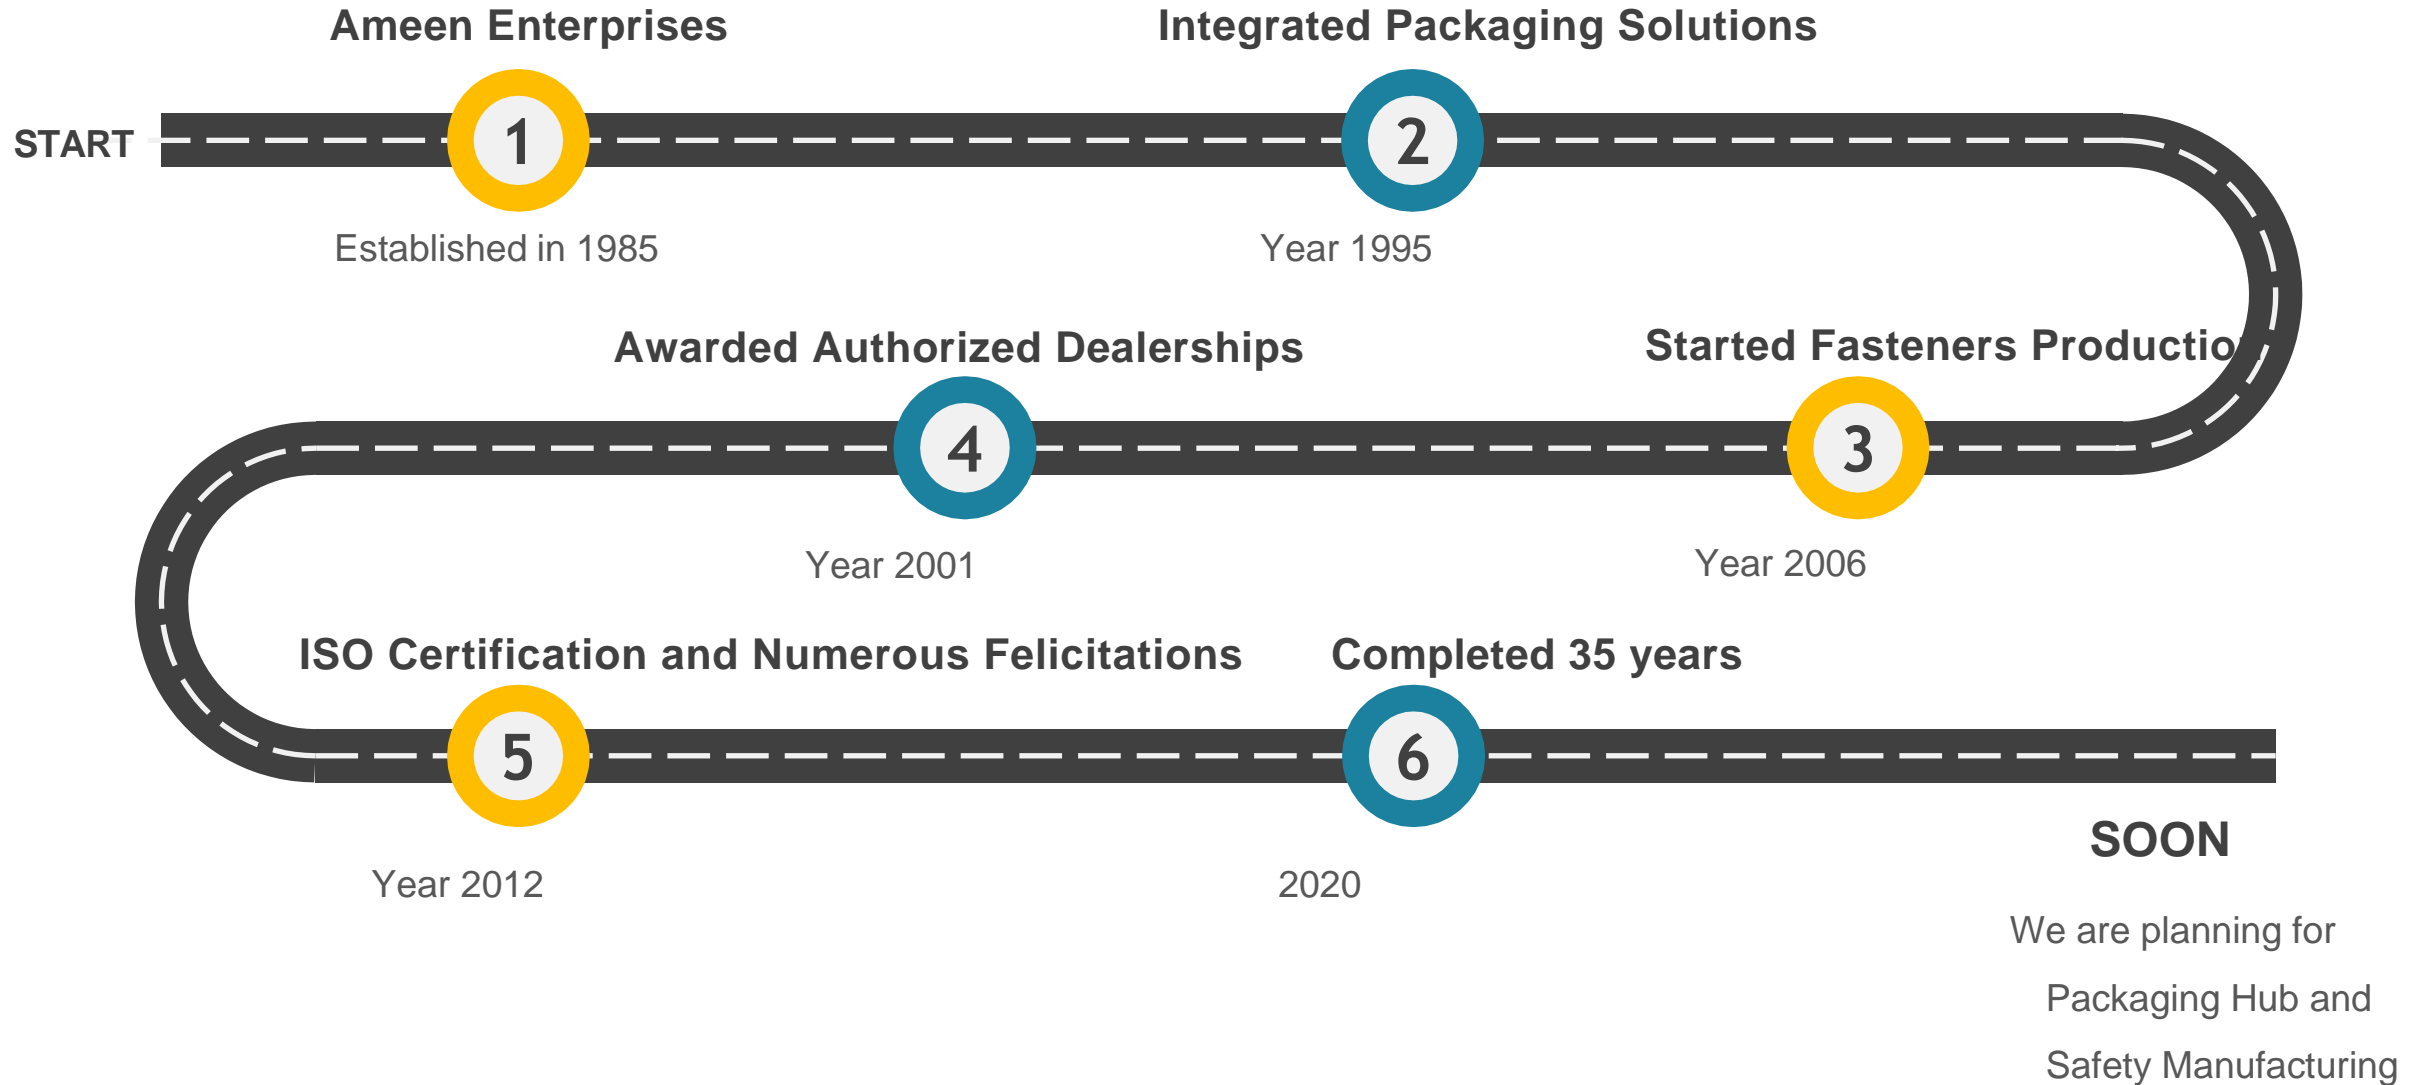 Ameen Enterprises
Integrated Packaging Solutions
START
1
2
Established in 1985
Year 1995
Started Fasteners Production
3
Year 2006
Awarded Authorized Dealerships
4
Year 2001
ISO Certification and Numerous Felicitations
5
Year 2012
Completed 35 years
6
2020
SOON
We are planning for
Packaging Hub and
Safety Manufacturing